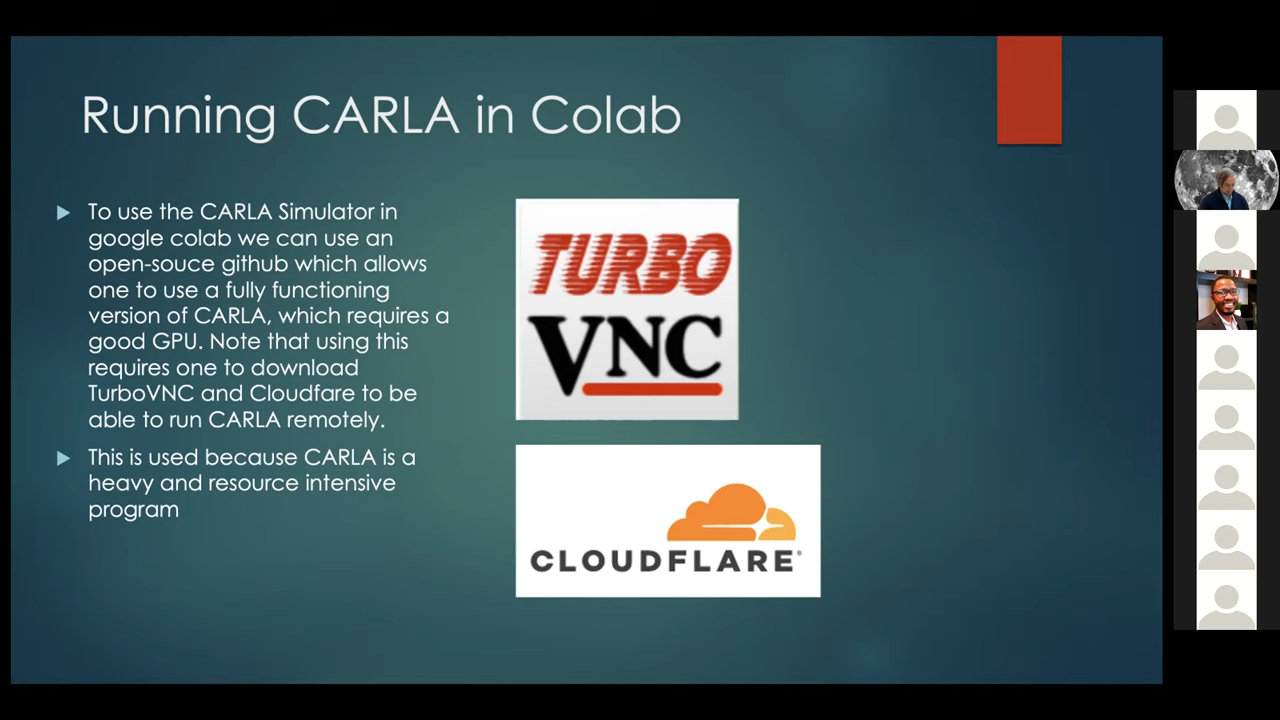 Running CARLA in Colab
To use the CARLA Simulator in
google colab we can use an
open-souce github which allows
one to use a fully functioning
version of CARLA, which requires a
good GPU. Note that using this
requires one to download
TurboVNC and Cloudfare to be
able to run CARLA remotely.
This is used because CARLA is a
heavy and resource intensive
program
TURBO
VNC
CLOUDFLARE®